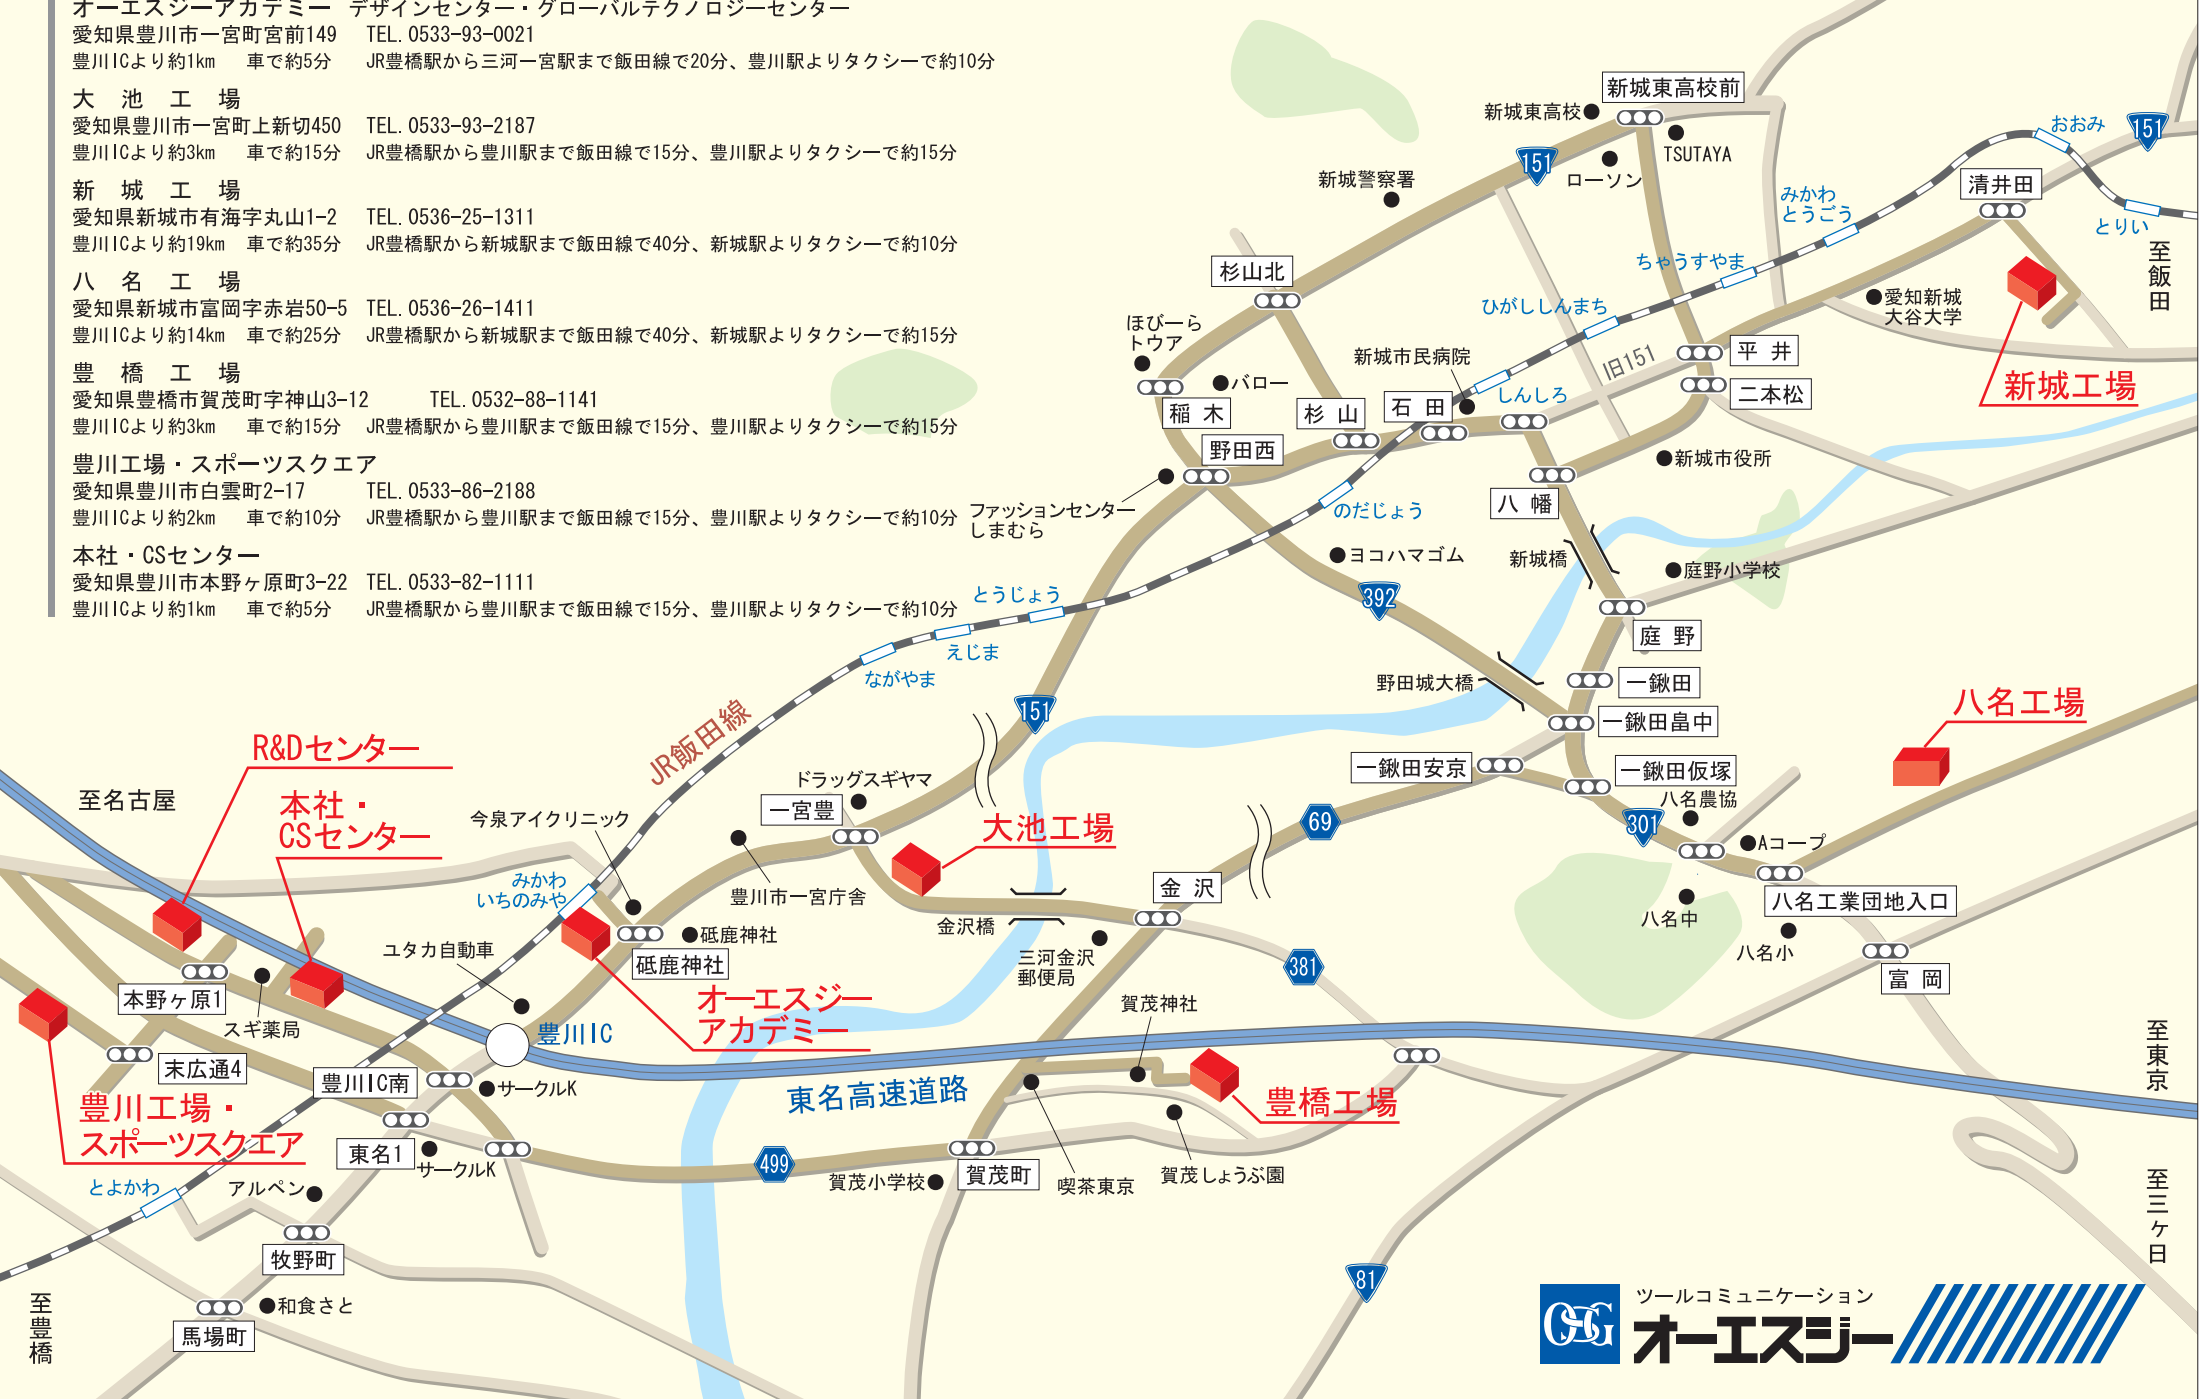 オーエスジーアカデミー デザインセンター・グローバルテクノロジーセンター
愛知県豊川市一宮町宮前149 TEL.0533-93-0021
豊川ICより約1km 車で約5分 JR豊橋駅から三河一宮駅まで飯田線で20分、豊川駅よりタクシーで約10分
大池工場
愛知県豊川市一宮町上新切450 TEL.0533-93-2187
豊川ICより約3km 車で約15分 JR豊橋駅から豊川駅まで飯田線で15分、豊川駅よりタクシーで約15分
新城工場
愛知県新城市有海字丸山1-2 TEL.0536-25-1311
豊川ICより約19km 車で約35分 JR豊橋駅から新城駅まで飯田線で40分、新城駅よりタクシーで約10分
八名工場
愛知県新城市富岡字赤岩50-5 TEL.0536-26-1411
豊川ICより約14km 車で約25分 JR豊橋駅から新城駅まで飯田線で40分、新城駅よりタクシーで約15分
豊橋工場
愛知県豊橋市賀茂町字神山3-12 TEL.0532-88-1141
豊川ICより約3km 車で約15分 JR豊橋駅から豊川駅まで飯田線で15分、豊川駅よりタクシーで約15分
豊川工場・スポーツスクエア
愛知県豊川市白雲町2-17 TEL.0533-86-2188
豊川ICより約2km 車で約10分 JR豊橋駅から豊川駅まで飯田線で15分、豊川駅よりタクシーで約10分
本社・CSセンター
愛知県豊川市本野ヶ原町3-22 TEL.0533-82-1111
豊川ICより約1km 車で約5分 JR豊橋駅から豊川駅まで飯田線で15分、豊川駅よりタクシーで約10分
新城東高校前
新城東高校
TSUTAYA
151
ローソン
新城警察署
おおみ
151
清井田
みかわ
とうごう
とりい
至飯田
杉山北
ちゃうすやま
ひがししんまち
愛知新城
大谷大学
ほびーら
トウア
新城市民病院
旧151
平井
バロー
しんしろ
二本松
新城工場
稲木
杉山
石田
野田西
新城市役所
八幡
ファッションセンター
しまむら
のだじょう
ヨコハマゴム
新城橋
庭野小学校
392
とうじょう
えじま
ながやま
庭野
野田城大橋
一鍬田
151
一鍬田畠中
八名工場
JR飯田線
R&Dセンター
至名古屋
本社・
CSセンター
今泉アイクリニック
ドラッグスギヤマ
一宮豊
大池工場
69
一鍬田安京
一鍬田仮塚
八名農協
301
Aコープ
みかわ
いちのみや
豊川市一宮庁舎
金沢
八名工業団地入口
八名中
八名小
金沢橋
三河金沢
郵便局
ユタカ自動車
砥鹿神社
砥鹿神社
381
富岡
本野ヶ原1
スギ薬局
オーエスジー
アカデミー
賀茂神社
豊川IC
末広通4
豊川IC南
サークルK
東名高速道路
豊橋工場
至東京
豊川工場・
スポーツスクエア
東名1
サークルK
499
賀茂小学校
賀茂町
喫茶東京
賀茂しょうぶ園
とよかわ
アルペン
至三ヶ日
牧野町
81
至豊橋
和食さと
馬場町
OSG
ツールコミュニケーション
オーエスジー